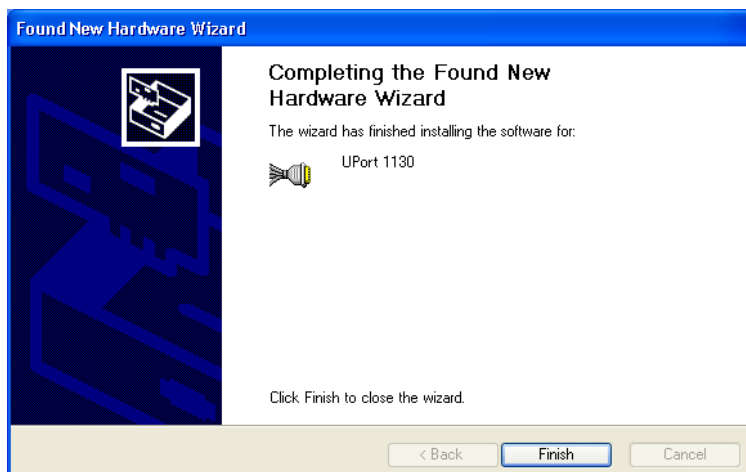 Found New Hardware Wizard
Completing the Found New
Hardware Wizard
The wizard has finished installing the software for:
UPort 1130
Click Finish to close the wizard.
< Back
Finish
Cancel